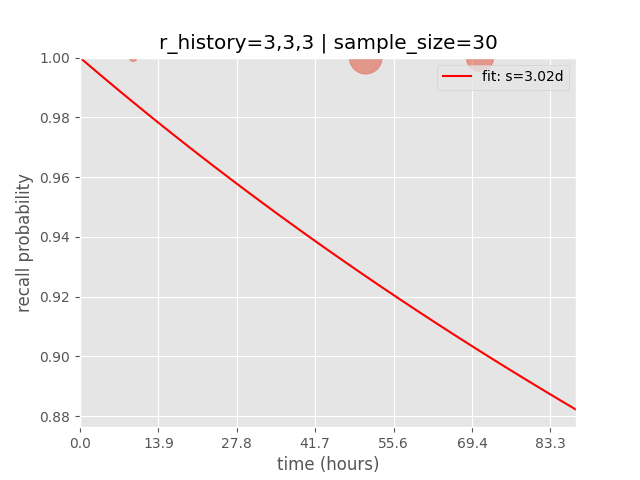 r_history=3,3,3 | sample_size=30
1.00
0.98
0.96
0.94
0.92
0.90
0.88
recall probability
fit: s=3.02d
0.0 13.9 27.8 41.7 55.6 69.4 83.3
time (hours)